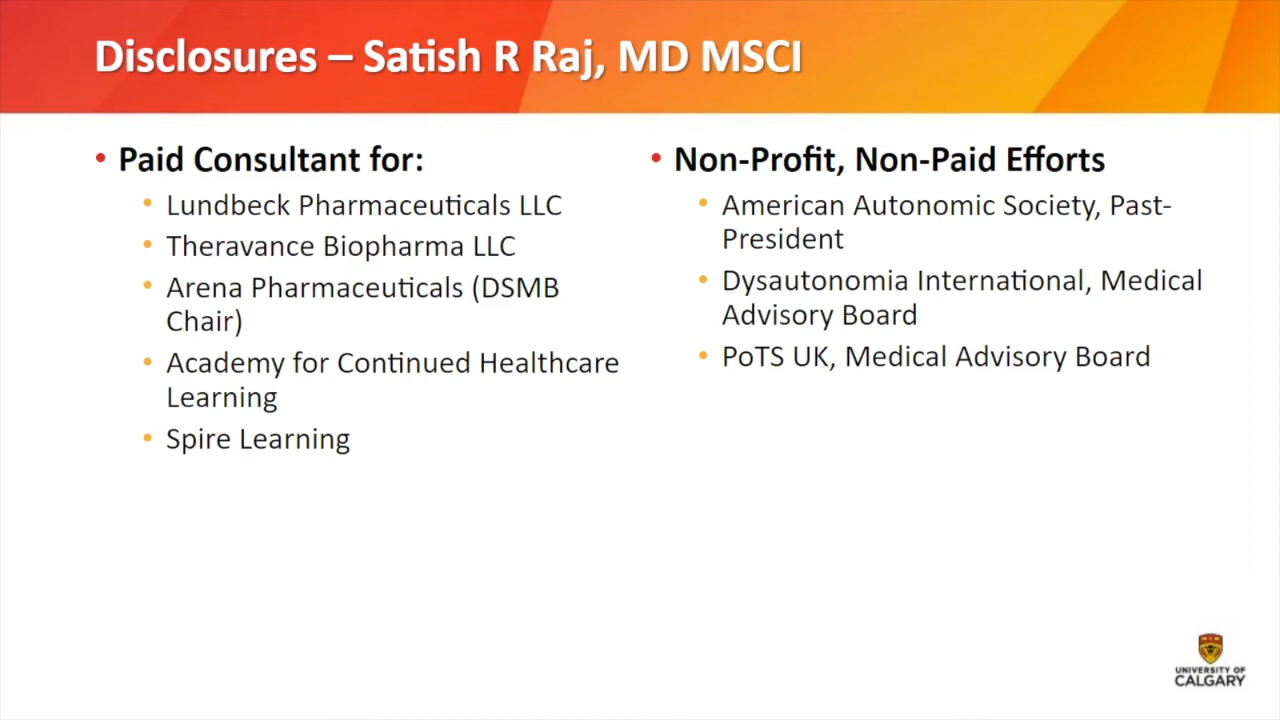 Disclosures – Satish R Raj, MD MSCI
• Paid Consultant for:
• Lundbeck Pharmaceuticals LLC
• Theravance Biopharma LLC
• Arena Pharmaceuticals (DSMB
Chair)
• Academy for Continued Healthcare
Learning
• Spire Learning
• Non-Profit, Non-Paid Efforts
• American Autonomic Society, Past-
President
• Dysautonomia International, Medical
Advisory Board
• PoTS UK, Medical Advisory Board
UNIVERSITY OF
CALGARY